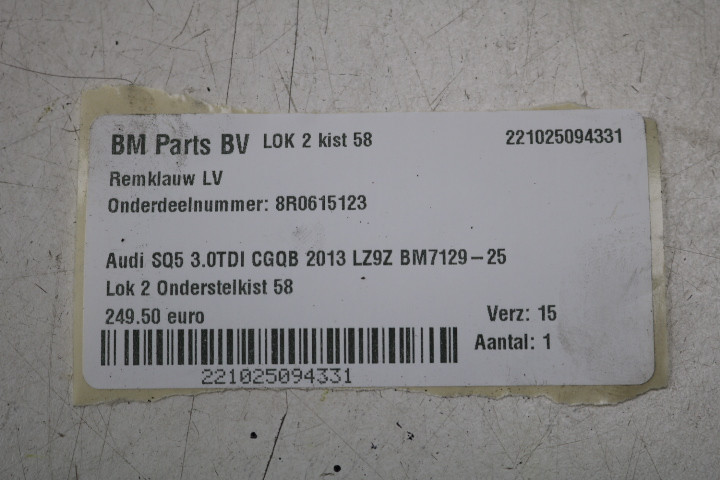 BM Parts BV LOK 2 kist 58 221025094331
Remklauw LV
Onderdeelnummer: 8R0615123
Audi SQ5 3.0TDI CGQB 2013 LZ9Z BM7129-25
Lok 2 Onderstelkist 58
249.50 euro Verz: 15
Aantal: 1
221025094331